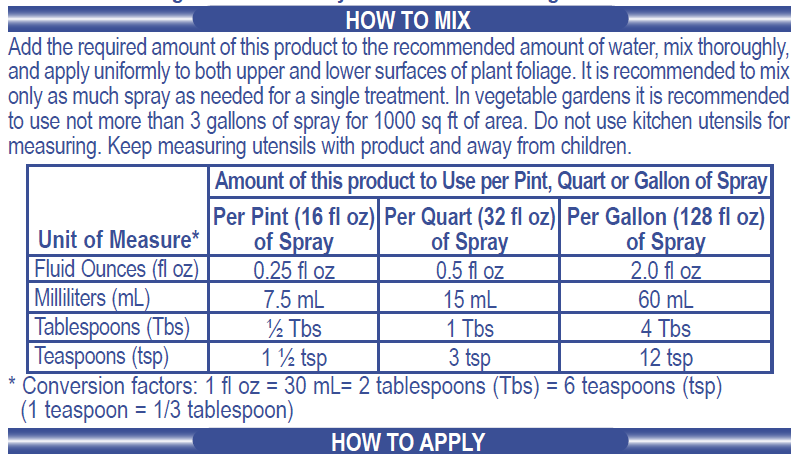 HOW TO MIX
Add the required amount of this product to the recommended amount of water, mix thoroughly,
and apply uniformly to both upper and lower surfaces of plant foliage. It is recommended to mix
only as much spray as needed for a single treatment. In vegetable gardens it is recommended
to use not more than 3 gallons of spray for 1000 sq ft of area. Do not use kitchen utensils for
measuring. Keep measuring utensils with product and away from children.
Amount of this product to Use per Pint, Quart or Gallon of Spray
Unit of Measure* Per Pint (16 fl oz) of Spray Per Quart (32 fl oz) of Spray Per Gallon (128 fl oz) of Spray
Fluid Ounces (fl oz) 0.25 fl oz 0.5 fl oz 2.0 fl oz
Milliliters (mL) 7.5 mL 15 mL 60 mL
Tablespoons (Tbs) ½ Tbs 1 Tbs 4 Tbs
Teaspoons (tsp) 1 ½ tsp 3 tsp 12 tsp
* Conversion factors: 1 fl oz = 30 mL= 2 tablespoons (Tbs) = 6 teaspoons (tsp)
(1 teaspoon = 1/3 tablespoon)
HOW TO APPLY